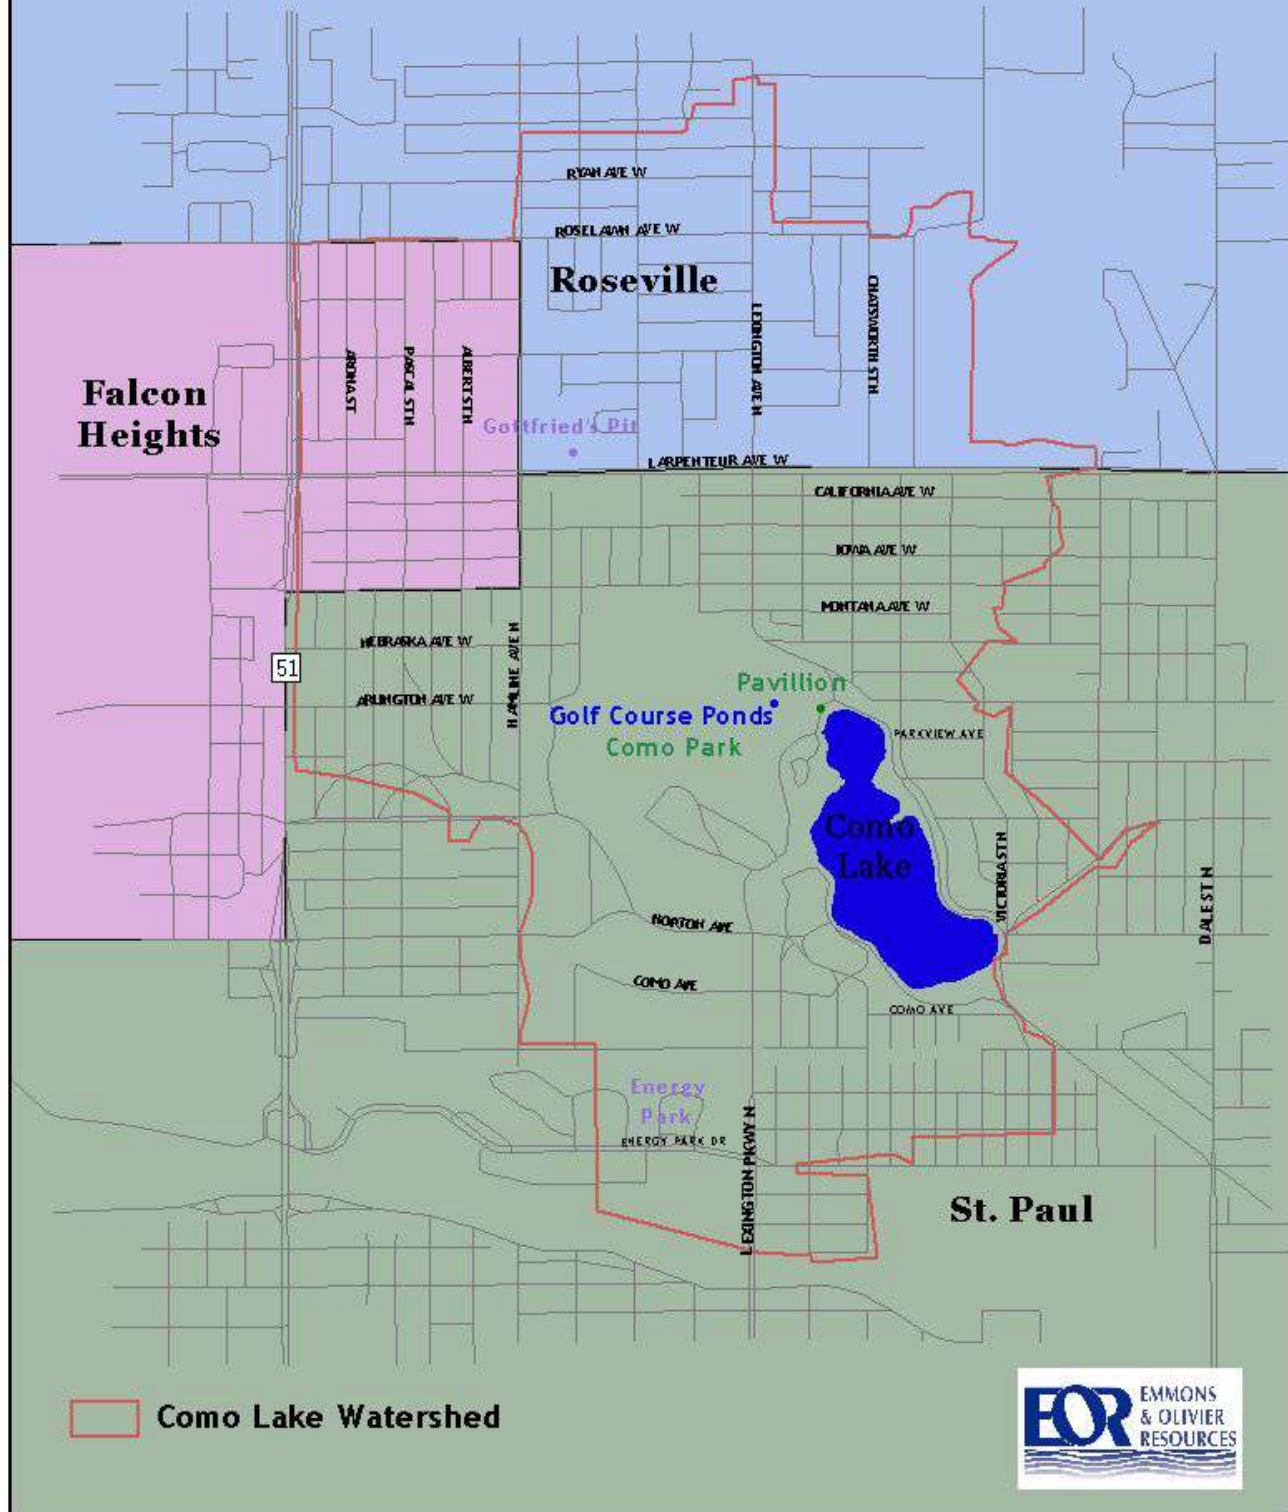 RYAN AVE W
ROSELAWN AVE W
Roseville
LEXINGTON AVE N
CHATSWORTH ST N
ARONA ST
PASCAL ST N
ALBERT ST N
Falcon
Heights
Gottfried's Pit
LARPENTEUR AVE W
CALIFORNIA AVE W
IOWA AVE W
MONTANA AVE W
NEBRASKA AVE W
HAMLINE AVE N
51
ARLINGTON AVE W
Pavillion
Golf Course Ponds
Como Park
PARKVIEW AVE
Como
Lake
VICTORIA ST N
DALE ST N
HORTON AVE
COMO AVE
COMO AVE
Energy
Park
ENERGY PARK DR
LEXINGTON PKWY N
St. Paul
Como Lake Watershed
EOR
EMMONS
& OLIVIER
RESOURCES